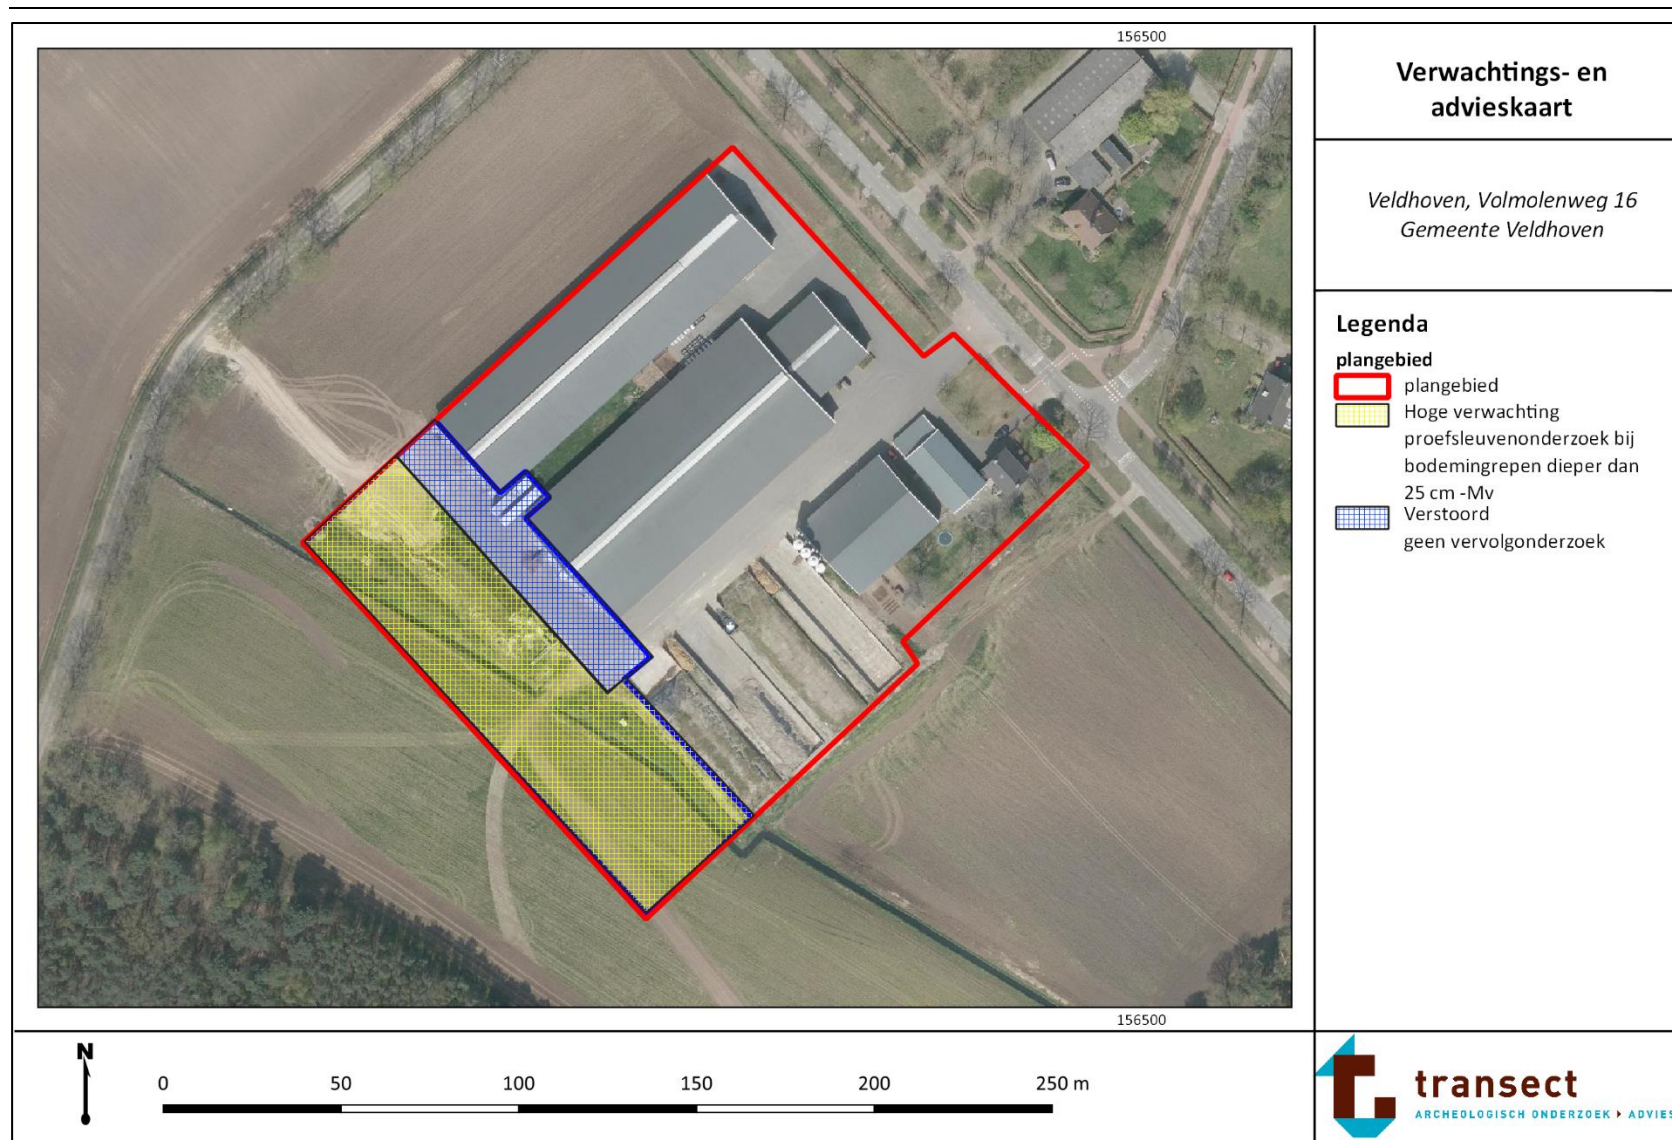 156500
Verwachtings- en
advieskaart
Veldhoven, Volmolenweg 16
Gemeente Veldhoven
Legenda
plangebied
plangebied
Hoge verwachting
proefsleuvenonderzoek bij
bodemingrepen dieper dan
25 cm -Mv
Verstoord
geen vervolgonderzoek
156500
N
0 50 100 150 200 250 m
transect
ARCHEOLOGISCH ONDERZOEK ▸ ADVIES